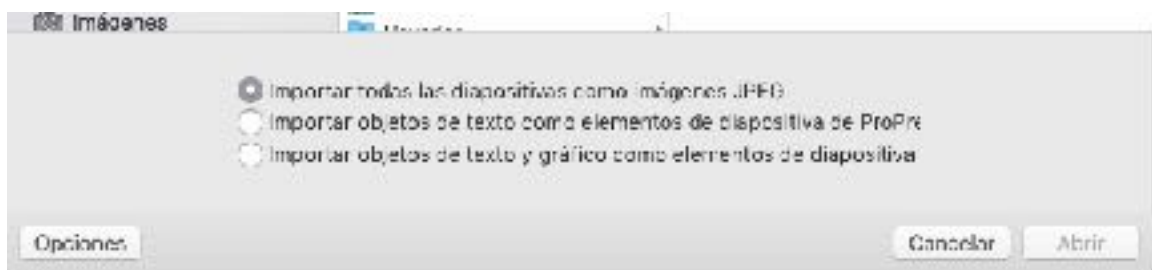 Imágenes
Importar todas las diapositivas como imágenes JPEG
Importar objetos de texto como elementos de diapositiva de ProPre
Importar objetos de texto y gráfico como elementos de diapositiva
Opciones
Cancelar
Abrir